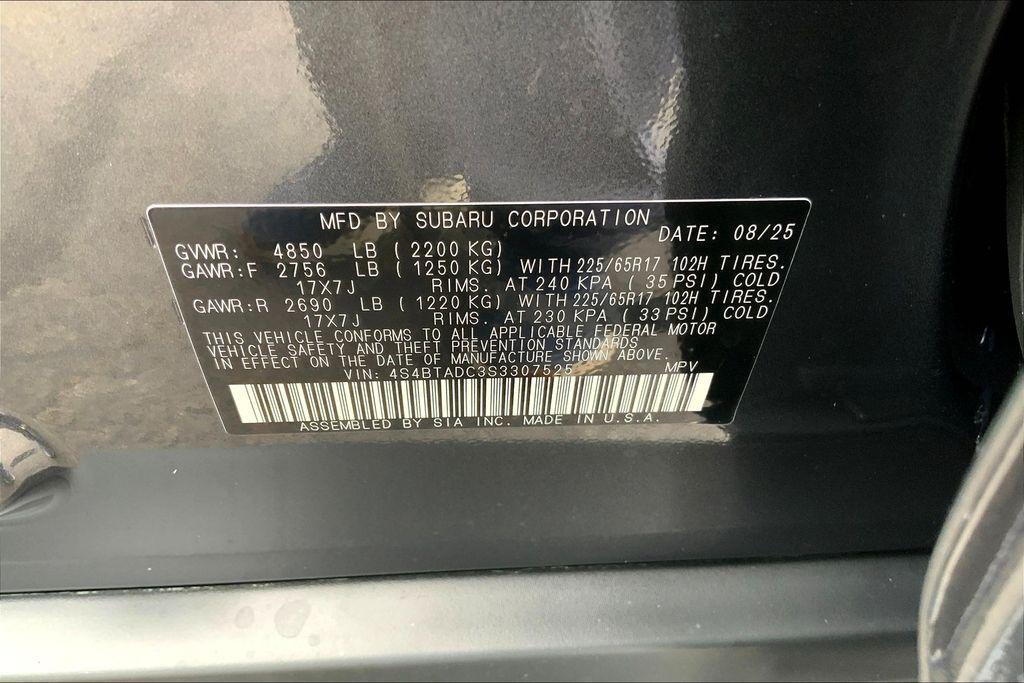 MFD BY SUBARU CORPORATION
DATE: 08/25
GVWR: 4850 LB ( 2200 KG)
GAWR:F 2756 LB ( 1250 KG) WITH 225/65R17 102H TIRES.
17X7J RIMS. AT 240 KPA ( 35 PSI) COLD
GAWR:R 2690 LB ( 1220 KG) WITH 225/65R17 102H TIRES.
17X7J RIMS. AT 230 KPA ( 33 PSI) COLD
THIS VEHICLE CONFORMS TO ALL APPLICABLE FEDERAL MOTOR
VEHICLE SAFETY AND THEFT PREVENTION STANDARDS
IN EFFECT ON THE DATE OF MANUFACTURE SHOWN ABOVE.
VIN: 4S4BTADC3S3307525 MPV
ASSEMBLED BY SIA INC. MADE IN U.S.A.